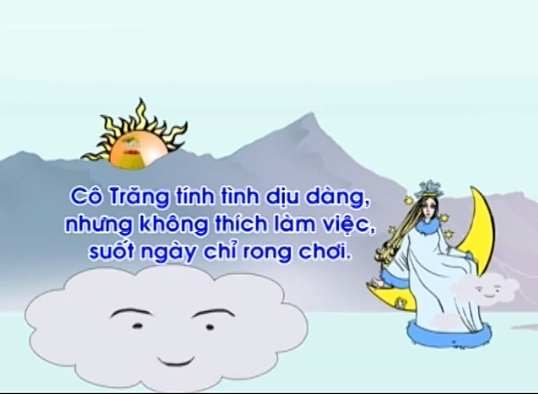 Cô Trăng tính tình dịu dàng,
nhưng không thích làm việc,
suốt ngày chỉ rong chơi.